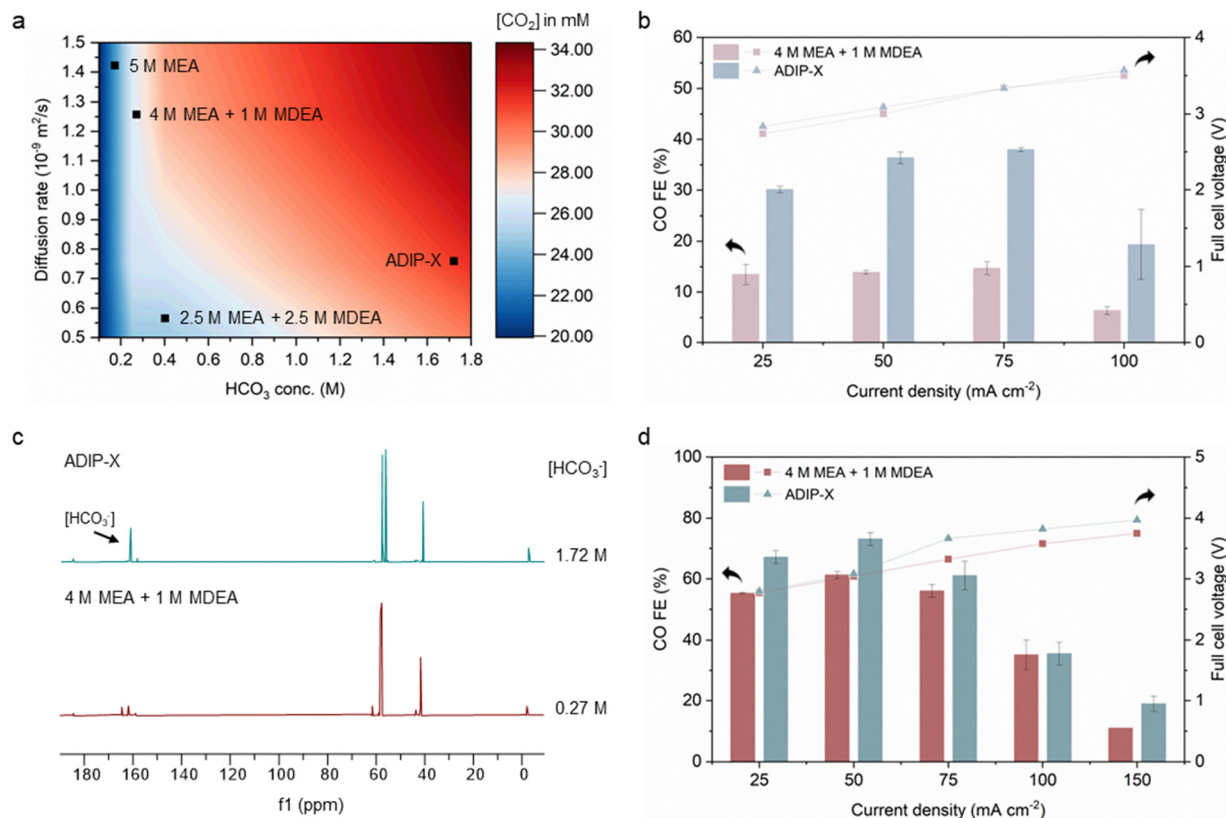 a
[CO₂] in mM
1.5
1.4
1.3
1.2
1.1
1.0
0.9
0.8
0.7
0.6
0.5
Diffusion rate (10⁻⁹ m²/s)
5 M MEA
4 M MEA + 1 M MDEA
ADIP-X
2.5 M MEA + 2.5 M MDEA
0.2 0.4 0.6 0.8 1.0 1.2 1.4 1.6 1.8
HCO₃ conc. (M)
34.00
32.00
30.00
28.00
26.00
24.00
22.00
20.00
b
4 M MEA + 1 M MDEA
ADIP-X
60
50
40
30
20
10
0
CO FE (%)
4
3
2
1
0
Full cell voltage (V)
25 50 75 100
Current density (mA cm⁻²)
c
ADIP-X
[HCO₃⁻]
[HCO₃⁻]
1.72 M
4 M MEA + 1 M MDEA
0.27 M
180 160 140 120 100 80 60 40 20 0
f1 (ppm)
d
4 M MEA + 1 M MDEA
ADIP-X
100
80
60
40
20
0
CO FE (%)
5
4
3
2
1
0
Full cell voltage (V)
25 50 75 100 150
Current density (mA cm⁻²)